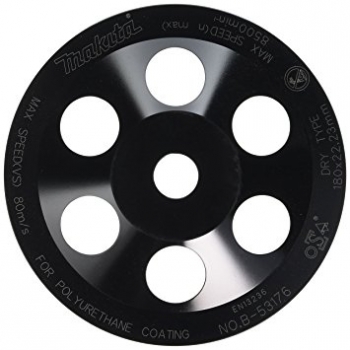 makita
MAX SPEED(n max)
8500min⁻¹
DRY TYPE
180x22,23mm
oSa
EN13236
NO.B-53176
FOR POLYURETHANE COATING
MAX SPEED(VS) 80m/s